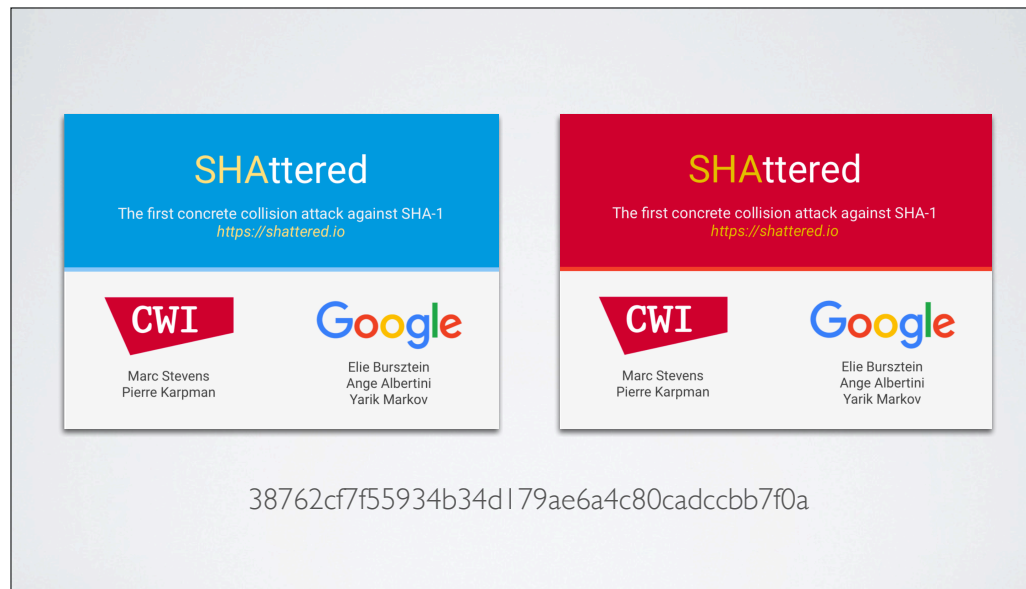 SHAttered
The first concrete collision attack against SHA-1
https://shattered.io
CWI
Marc Stevens
Pierre Karpman
Google
Elie Bursztein
Ange Albertini
Yarik Markov
SHAttered
The first concrete collision attack against SHA-1
https://shattered.io
CWI
Marc Stevens
Pierre Karpman
Google
Elie Bursztein
Ange Albertini
Yarik Markov
38762cf7f55934b34d179ae6a4c80cadccbb7f0a